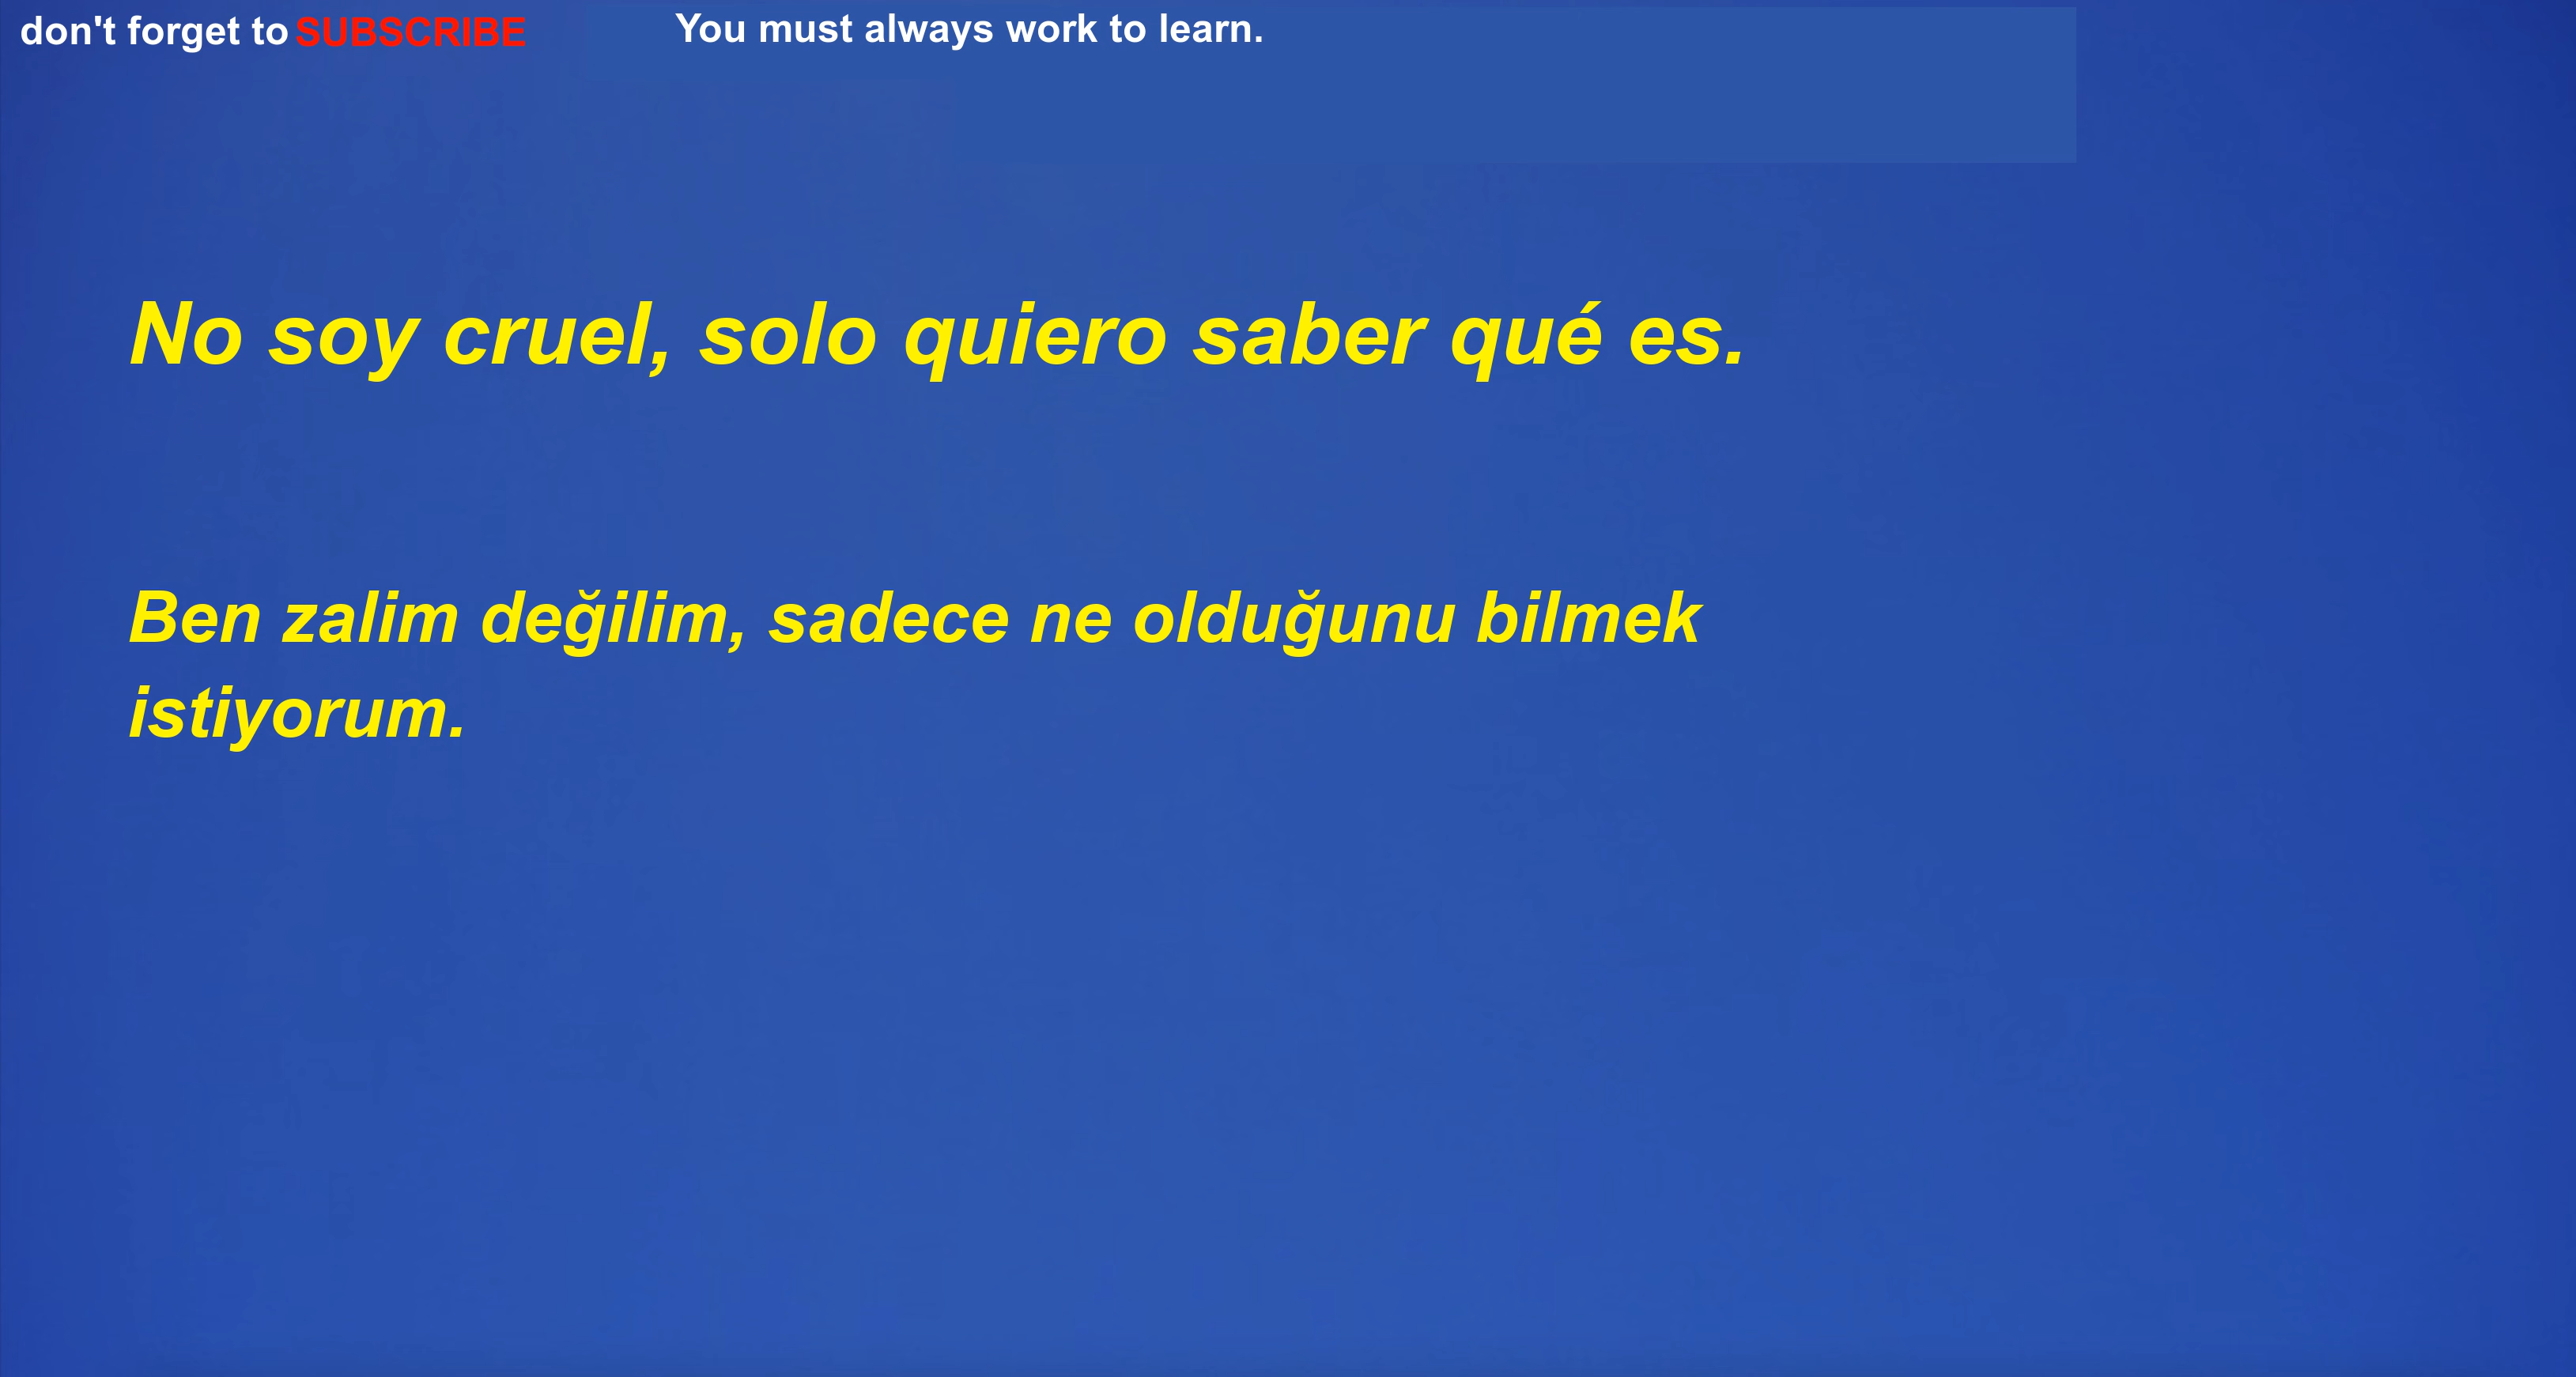 don't forget to SUBSCRIBE
You must always work to learn.
No soy cruel, solo quiero saber qué es.
Ben zalim değilim, sadece ne olduğunu bilmek
istiyorum.